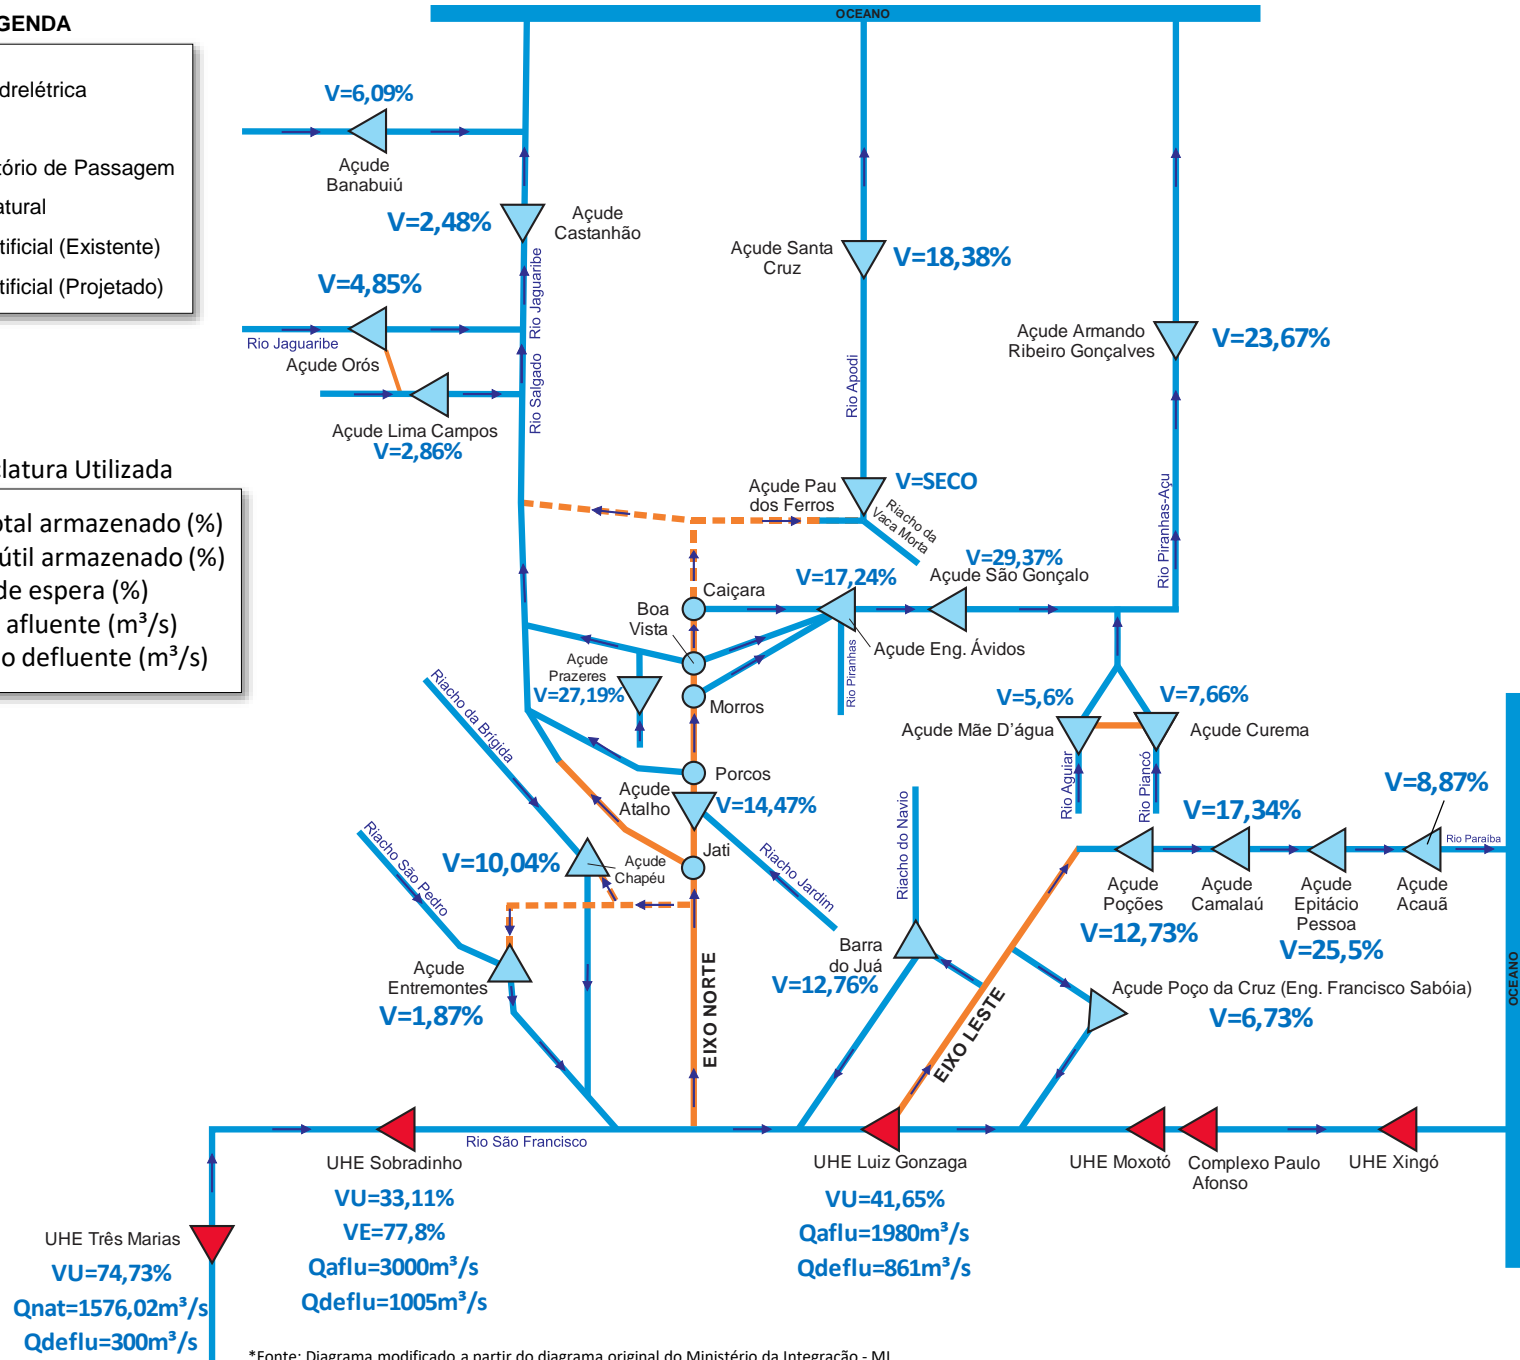 GENDA
drelétrica
tório de Passagem
atural
tificial (Existente)
tificial (Projetado)
clatura Utilizada
otal armazenado (%)
útil armazenado (%)
de espera (%)
afluente (m³/s)
o defluente (m³/s)
OCEANO
V=6,09%
Açude
Banabuiú
V=2,48%
Açude
Castanhão
Rio Jaguaribe
V=4,85%
Rio Jaguaribe
Açude Orós
Rio Salgado
Açude Lima Campos
V=2,86%
Açude Santa
Cruz
V=18,38%
Rio Apodi
Açude Armando
Ribeiro Gonçalves
V=23,67%
Rio Piranhas-Açu
Açude Pau
dos Ferros
V=SECO
Riacho da
Vaca Morta
V=29,37%
Açude São Gonçalo
V=17,24%
Açude Eng. Ávidos
Rio Piranhas
Caiçara
Boa
Vista
Morros
Açude
Prazeres
V=27,19%
Porcos
Açude
Atalho
V=14,47%
Jati
Riacho Jardim
Riacho da Brígida
Riacho São Pedro
V=10,04%
Açude
Chapéu
Açude
Entremontes
V=1,87%
EIXO NORTE
V=5,6%
Açude Mãe D'água
V=7,66%
Açude Curema
Rio Aguiar
Rio Piancó
V=8,87%
V=17,34%
Rio Paraíba
Açude
Poções
V=12,73%
Açude
Camalaú
Açude
Epitácio
Pessoa
V=25,5%
Açude
Acauã
Riacho do Navio
Barra
do Juá
V=12,76%
EIXO LESTE
Açude Poço da Cruz (Eng. Francisco Sabóia)
V=6,73%
OCEANO
Rio São Francisco
UHE Sobradinho
VU=33,11%
VE=77,8%
Qaflu=3000m³/s
Qdeflu=1005m³/s
UHE Luiz Gonzaga
VU=41,65%
Qaflu=1980m³/s
Qdeflu=861m³/s
UHE Moxotó
Complexo Paulo
Afonso
UHE Xingó
UHE Três Marias
VU=74,73%
Qnat=1576,02m³/s
Qdeflu=300m³/s
*Fonte: Diagrama modificado a partir do diagrama original do Ministério da Integração - MI